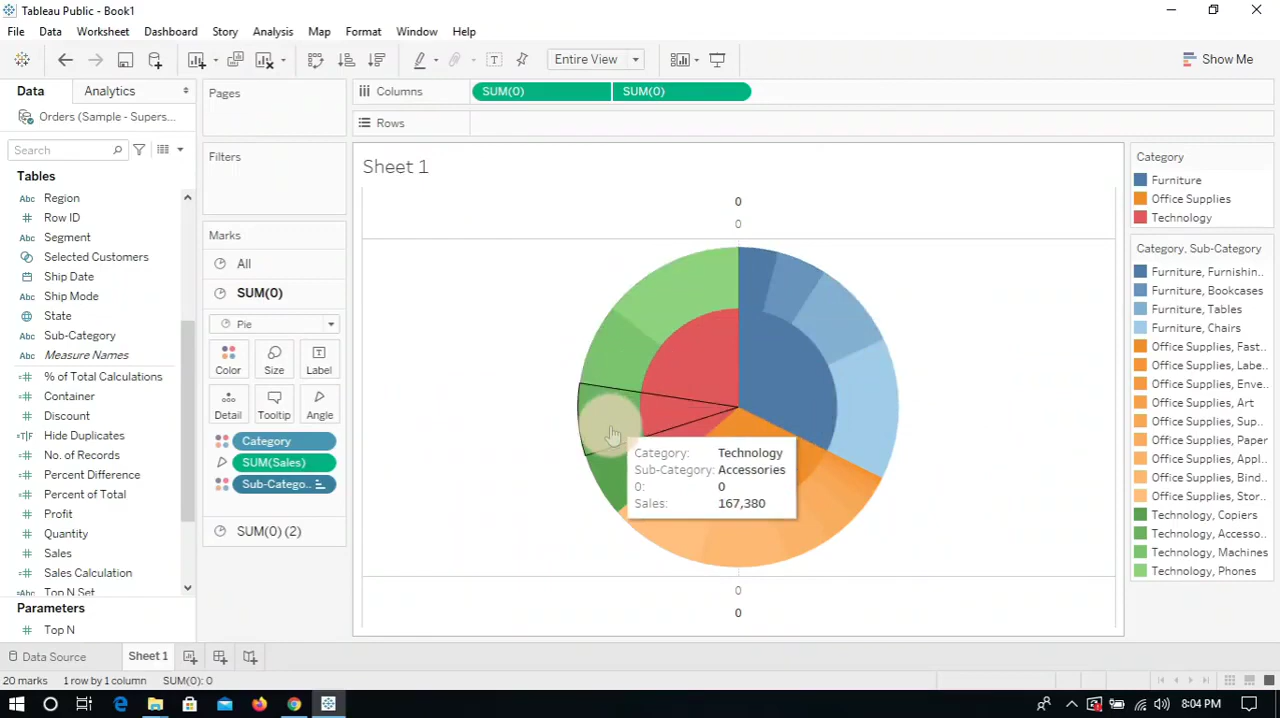 Tableau Public - Book1
File Data Worksheet Dashboard Story Analysis Map Format Window Help
Entire View
Show Me
Data
Analytics
Orders (Sample - Supers...
Search
Tables
Region
Row ID
Segment
Selected Customers
Ship Date
Ship Mode
State
Sub-Category
Measure Names
% of Total Calculations
Container
Discount
Hide Duplicates
No. of Records
Percent Difference
Percent of Total
Profit
Quantity
Sales
Sales Calculation
Top N Set
Parameters
Top N
Pages
Filters
Marks
All
SUM(0)
Pie
Color Size Label
Detail Tooltip Angle
Category
SUM(Sales)
Sub-Catego..
SUM(0) (2)
Columns SUM(0) SUM(0)
Rows
Sheet 1
0
0
Category: Technology
Sub-Category: Accessories
0: 0
Sales: 167,380
0
0
Category
Furniture
Office Supplies
Technology
Category, Sub-Category
Furniture, Furnishin..
Furniture, Bookcases
Furniture, Tables
Furniture, Chairs
Office Supplies, Fast..
Office Supplies, Labe..
Office Supplies, Enve..
Office Supplies, Art
Office Supplies, Sup..
Office Supplies, Paper
Office Supplies, Appl..
Office Supplies, Bind..
Office Supplies, Stor..
Technology, Copiers
Technology, Accesso..
Technology, Machines
Technology, Phones
Data Source Sheet 1
20 marks 1 row by 1 column SUM(0): 0
8:04 PM